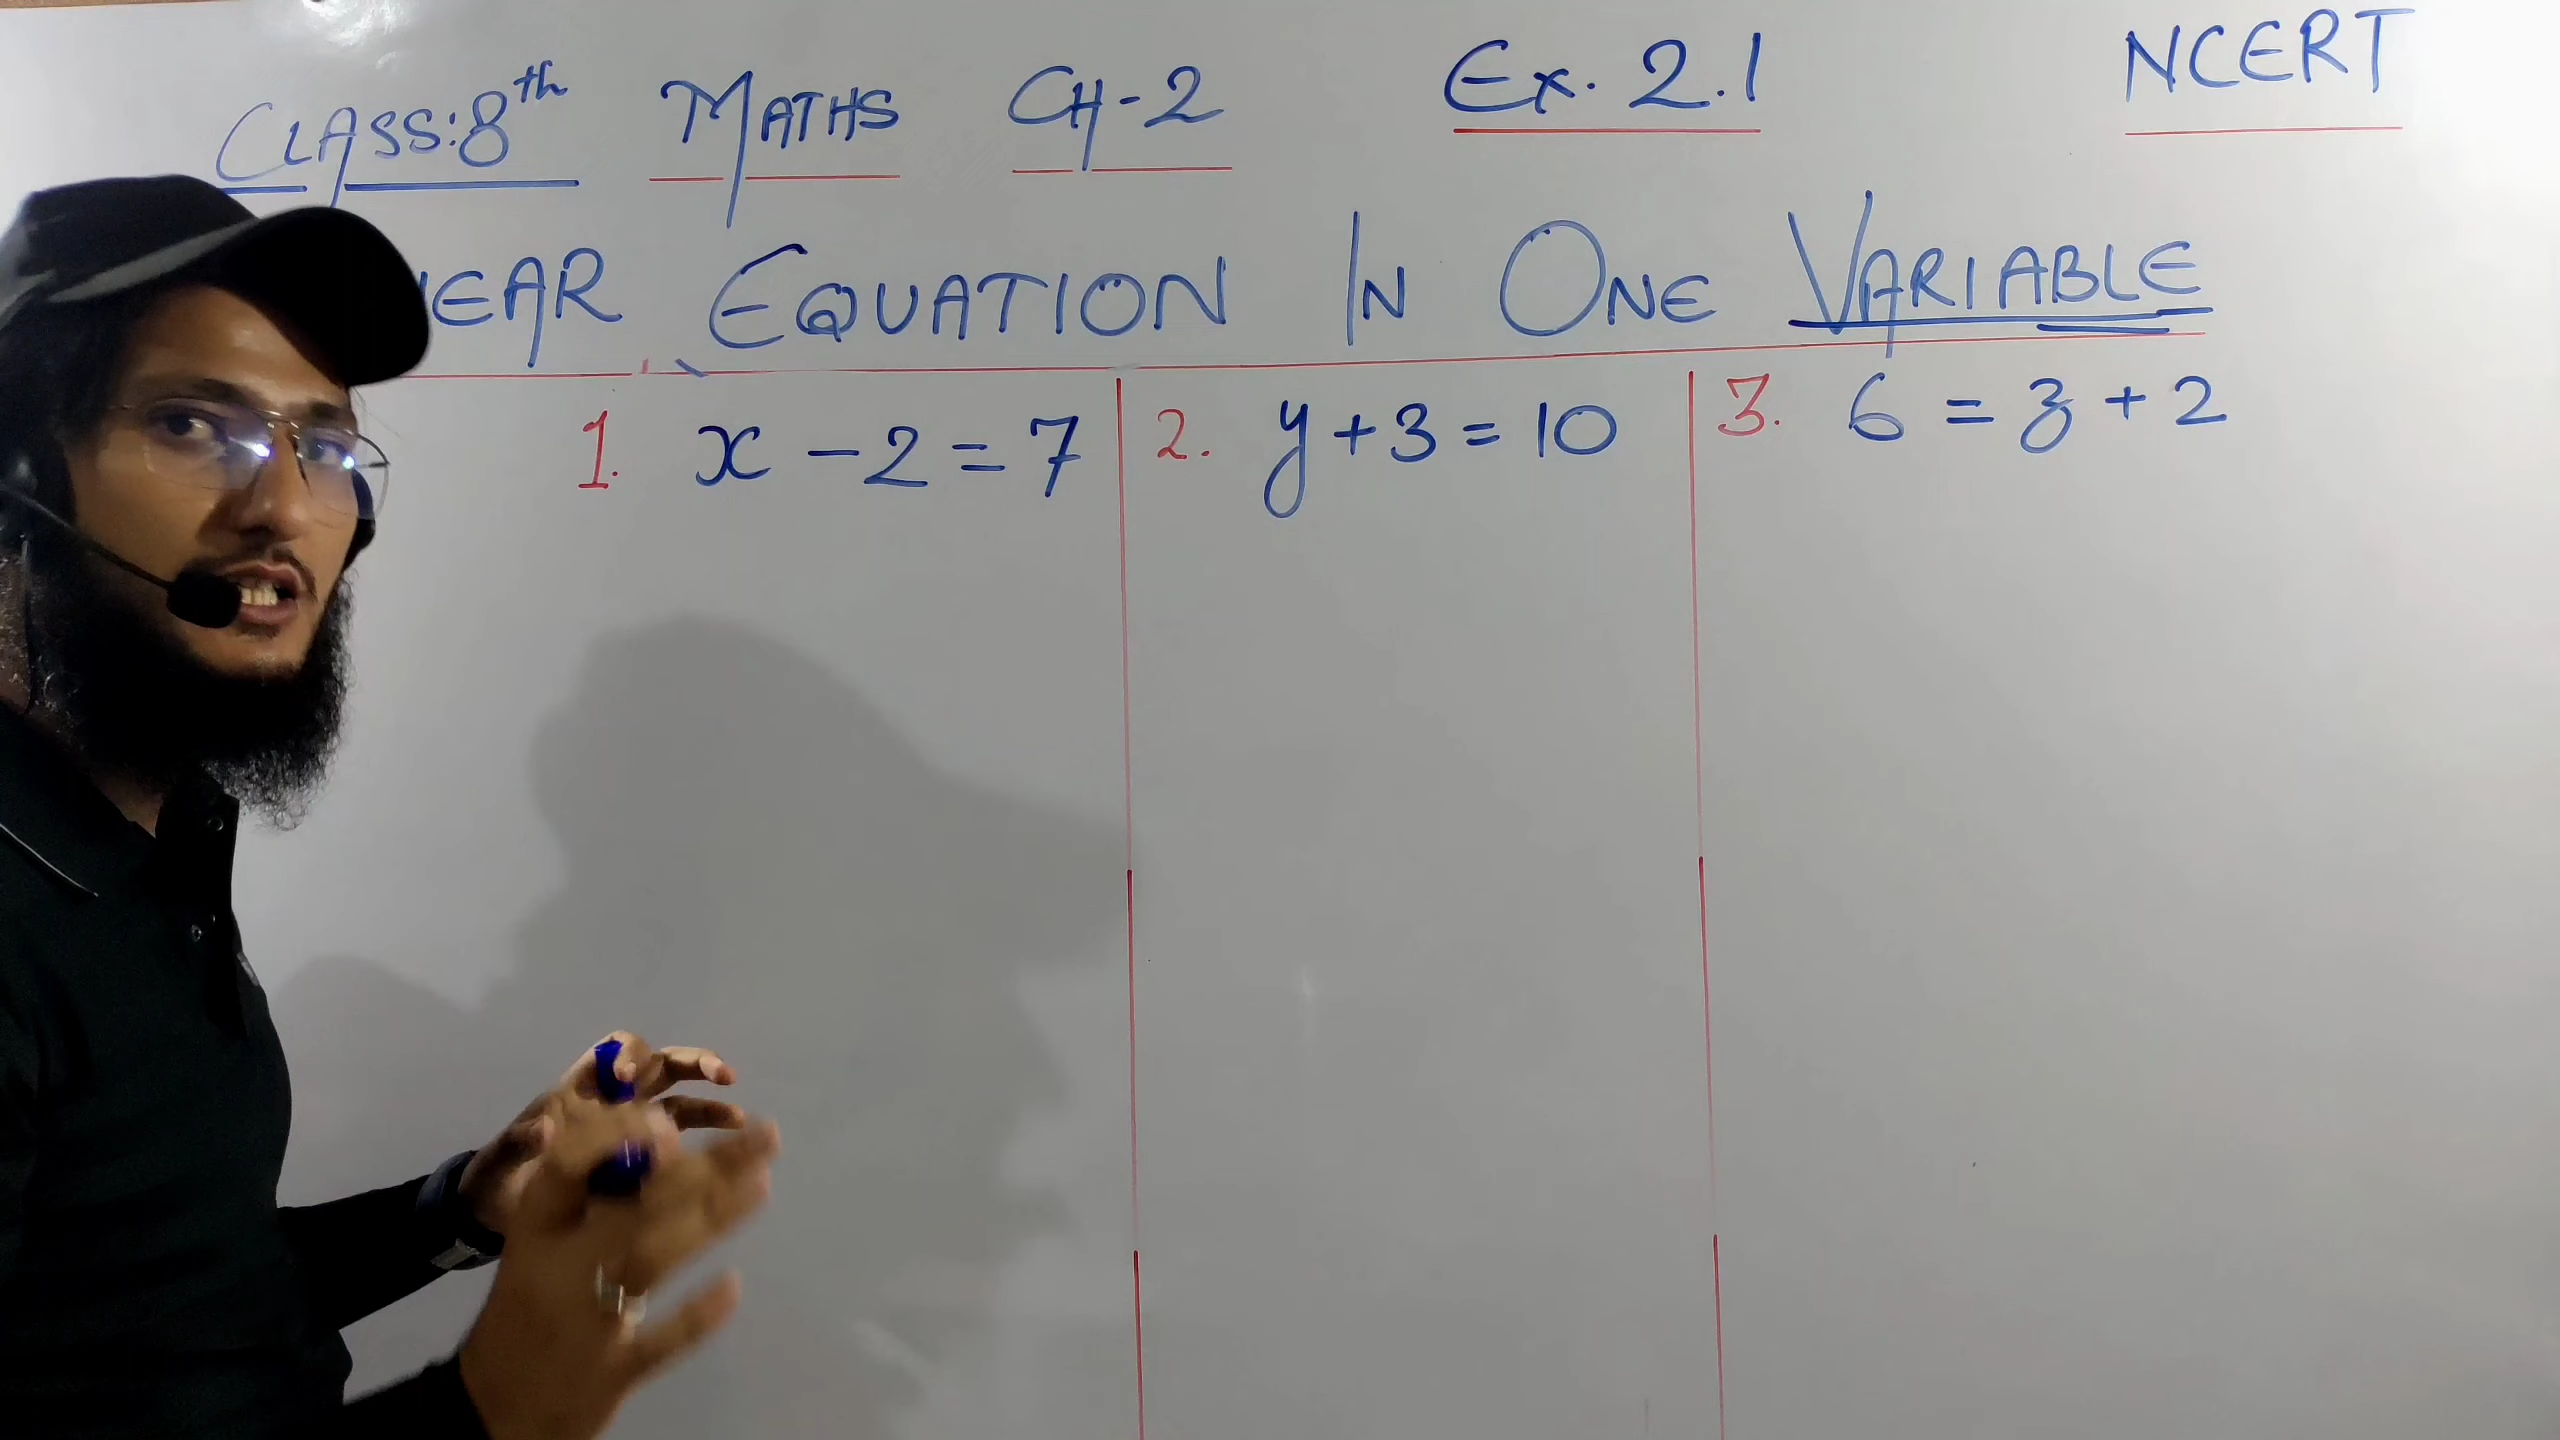 CLASS: 8th MATHS CH-2 Ex. 2.1 NCERT
EQUATION IN ONE VARIABLE
1. x - 2 = 7
2. y + 3 = 10
3. 6 = z + 2